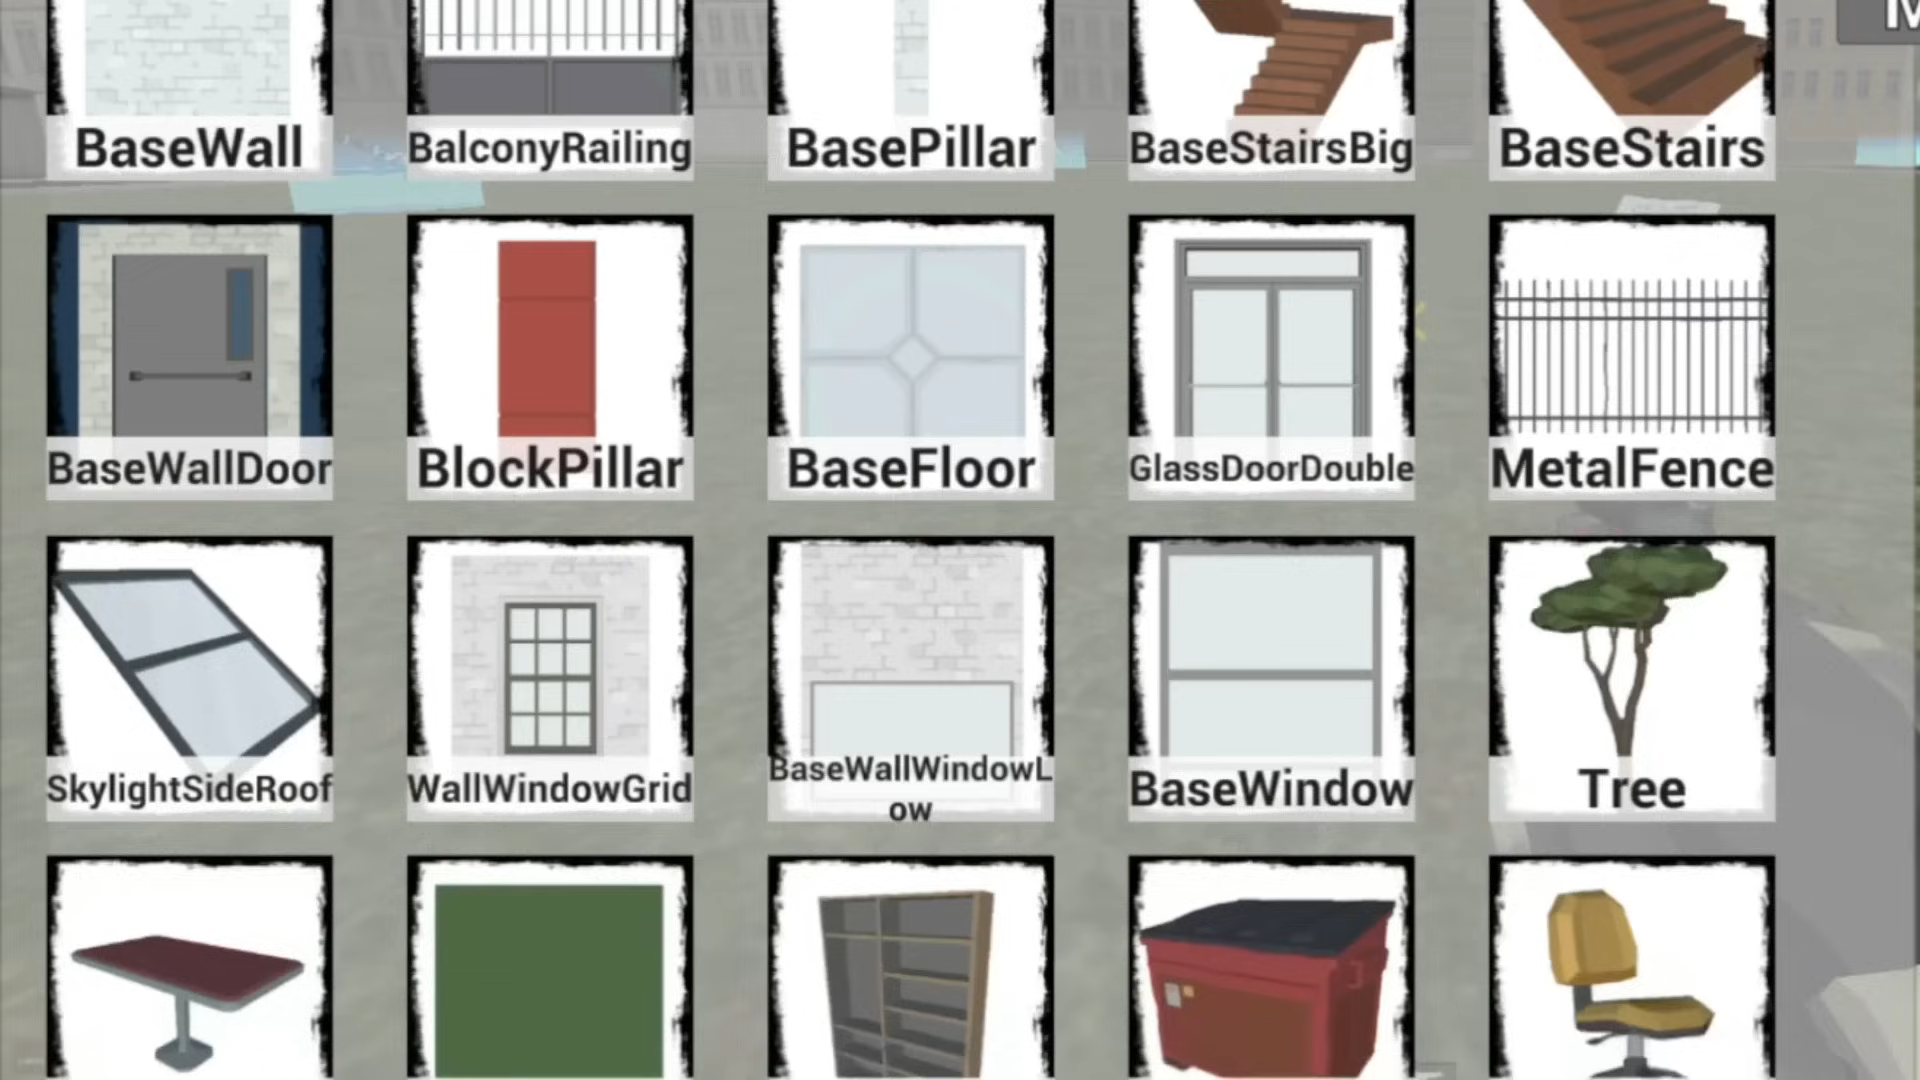 BaseWall
BalconyRailing
BasePillar
BaseStairsBig
BaseStairs
BaseWallDoor
BlockPillar
BaseFloor
GlassDoorDouble
MetalFence
SkylightSideRoof
WallWindowGrid
BaseWallWindowL
ow
BaseWindow
Tree